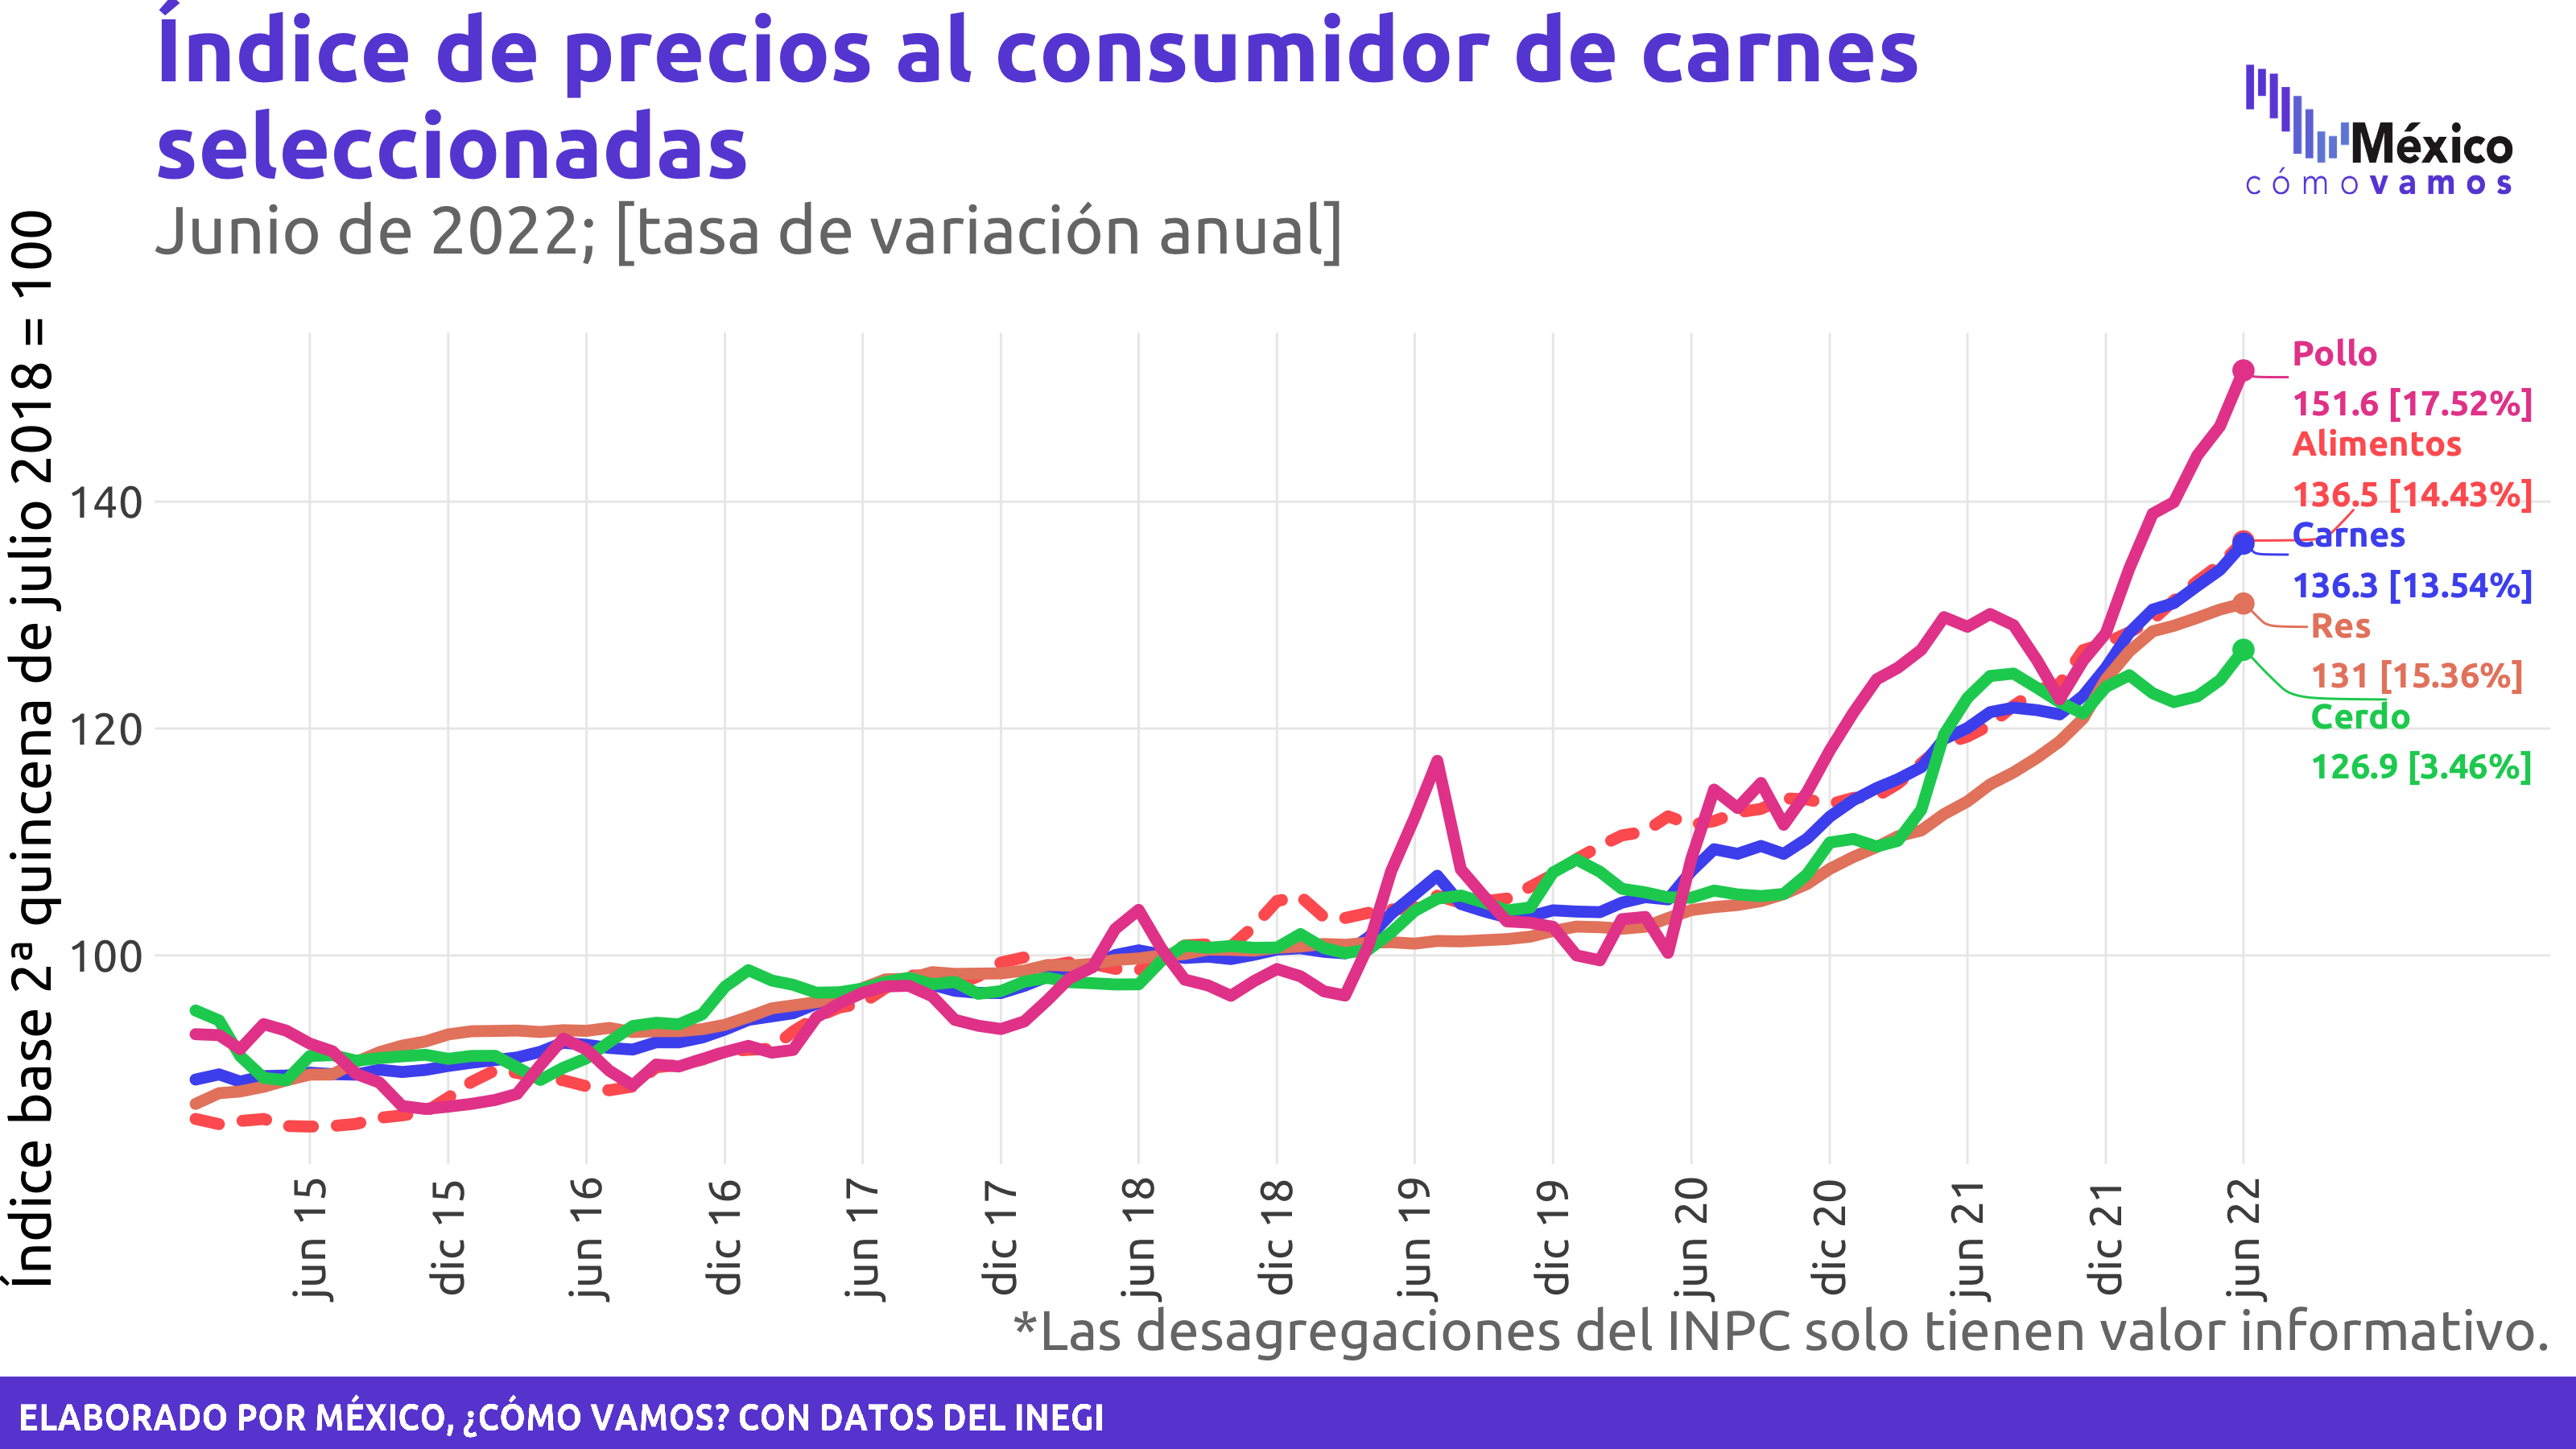 Índice de precios al consumidor de carnes
seleccionadas
Junio de 2022; [tasa de variación anual]
México
cómo vamos
Índice base 2ª quincena de julio 2018 = 100
140
120
100
Pollo
151.6 [17.52%]
Alimentos
136.5 [14.43%]
Carnes
136.3 [13.54%]
Res
131 [15.36%]
Cerdo
126.9 [3.46%]
jun 15
dic 15
jun 16
dic 16
jun 17
dic 17
jun 18
dic 18
jun 19
dic 19
jun 20
dic 20
jun 21
dic 21
jun 22
*Las desagregaciones del INPC solo tienen valor informativo.
ELABORADO POR MÉXICO, ¿CÓMO VAMOS? CON DATOS DEL INEGI